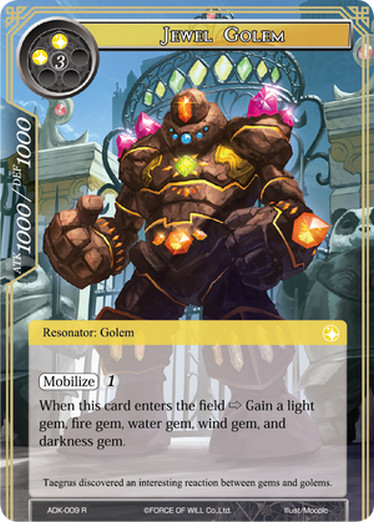 Jewel Golem
3
ATK 1000 / DEF 1000
Resonator: Golem
Mobilize 1
When this card enters the field ⇨ Gain a light
gem, fire gem, water gem, wind gem, and
darkness gem.
Taegrus discovered an interesting reaction between gems and golems.
ADK-009 R ©FORCE OF WILL Co.,Ltd. Illust/Moopic